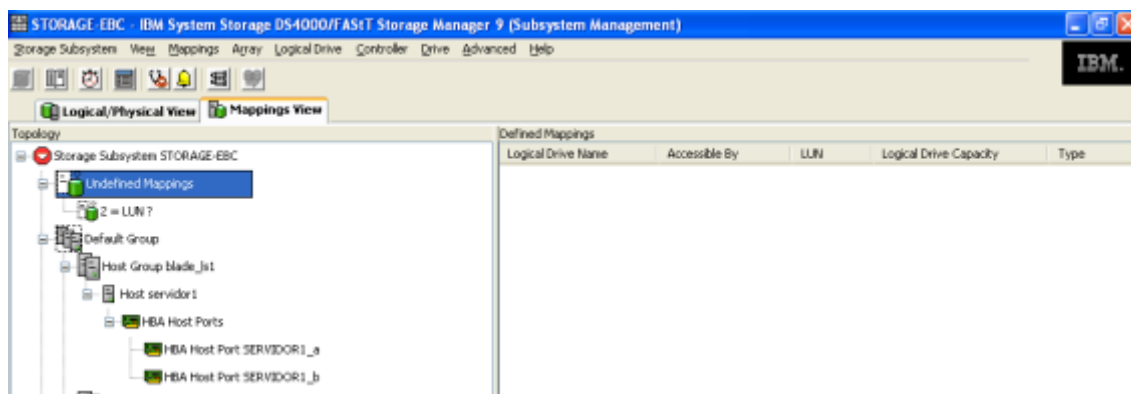 STORAGE-EBC - IBM System Storage DS4000/FAStT Storage Manager 9 (Subsystem Management)
Storage Subsystem View Mappings Array Logical Drive Controller Drive Advanced Help
IBM.
Logical/Physical View Mappings View
Topology
Storage Subsystem STORAGE-EBC
Undefined Mappings
2 = LUN ?
Default Group
Host Group blade_ls1
Host servidor1
HBA Host Ports
HBA Host Port SERVIDOR1_a
HBA Host Port SERVIDOR1_b
Defined Mappings
Logical Drive Name Accessible By LUN Logical Drive Capacity Type